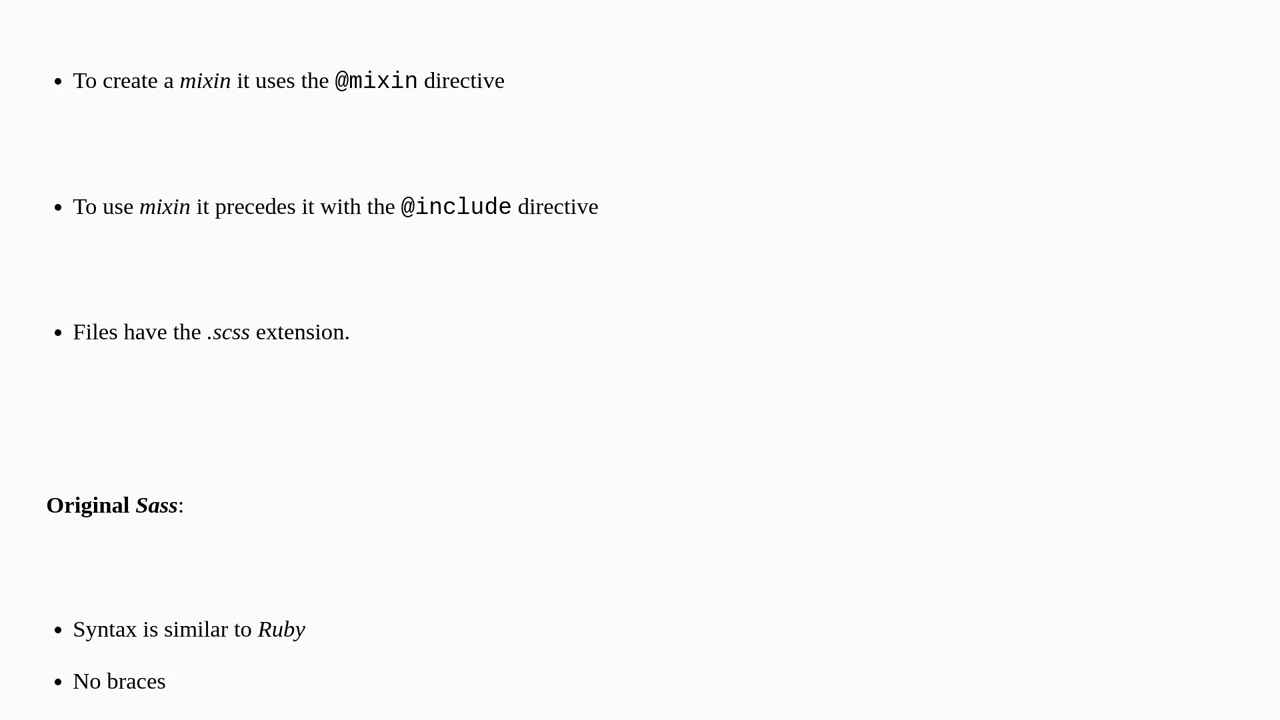 • To create a mixin it uses the @mixin directive
• To use mixin it precedes it with the @include directive
• Files have the .scss extension.
Original Sass:
• Syntax is similar to Ruby
• No braces